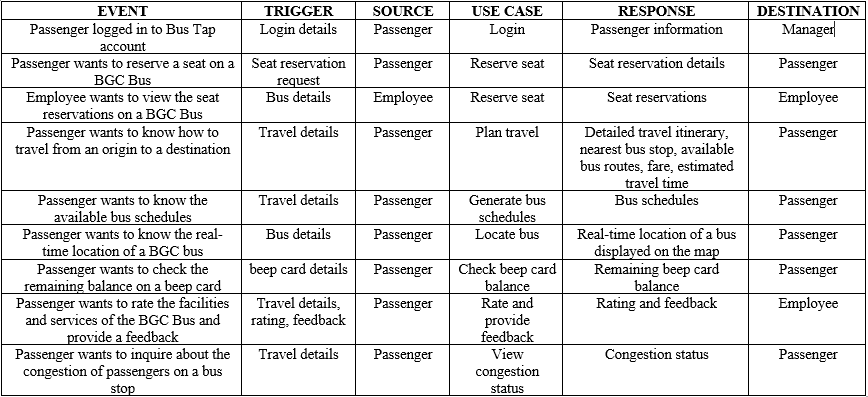 EVENT TRIGGER SOURCE USE CASE RESPONSE DESTINATION
Passenger logged in to Bus Tap Login details Passenger Login Passenger information Manager
account
Passenger wants to reserve a seat on a Seat reservation Passenger Reserve seat Seat reservation details Passenger
BGC Bus request
Employee wants to view the seat Bus details Employee Reserve seat Seat reservations Employee
reservations on a BGC Bus
Passenger wants to know how to Travel details Passenger Plan travel Detailed travel itinerary, Passenger
travel from an origin to a destination nearest bus stop, available
bus routes, fare, estimated
travel time
Passenger wants to know the Travel details Passenger Generate bus Bus schedules Passenger
available bus schedules schedules
Passenger wants to know the real- Bus details Passenger Locate bus Real-time location of a bus Passenger
time location of a BGC bus displayed on the map
Passenger wants to check the beep card details Passenger Check beep card Remaining beep card Passenger
remaining balance on a beep card balance balance
Passenger wants to rate the facilities Travel details, Passenger Rate and Rating and feedback Employee
and services of the BGC Bus and rating, feedback provide
provide a feedback feedback
Passenger wants to inquire about the Travel details Passenger View Congestion status Passenger
congestion of passengers on a bus congestion
stop status